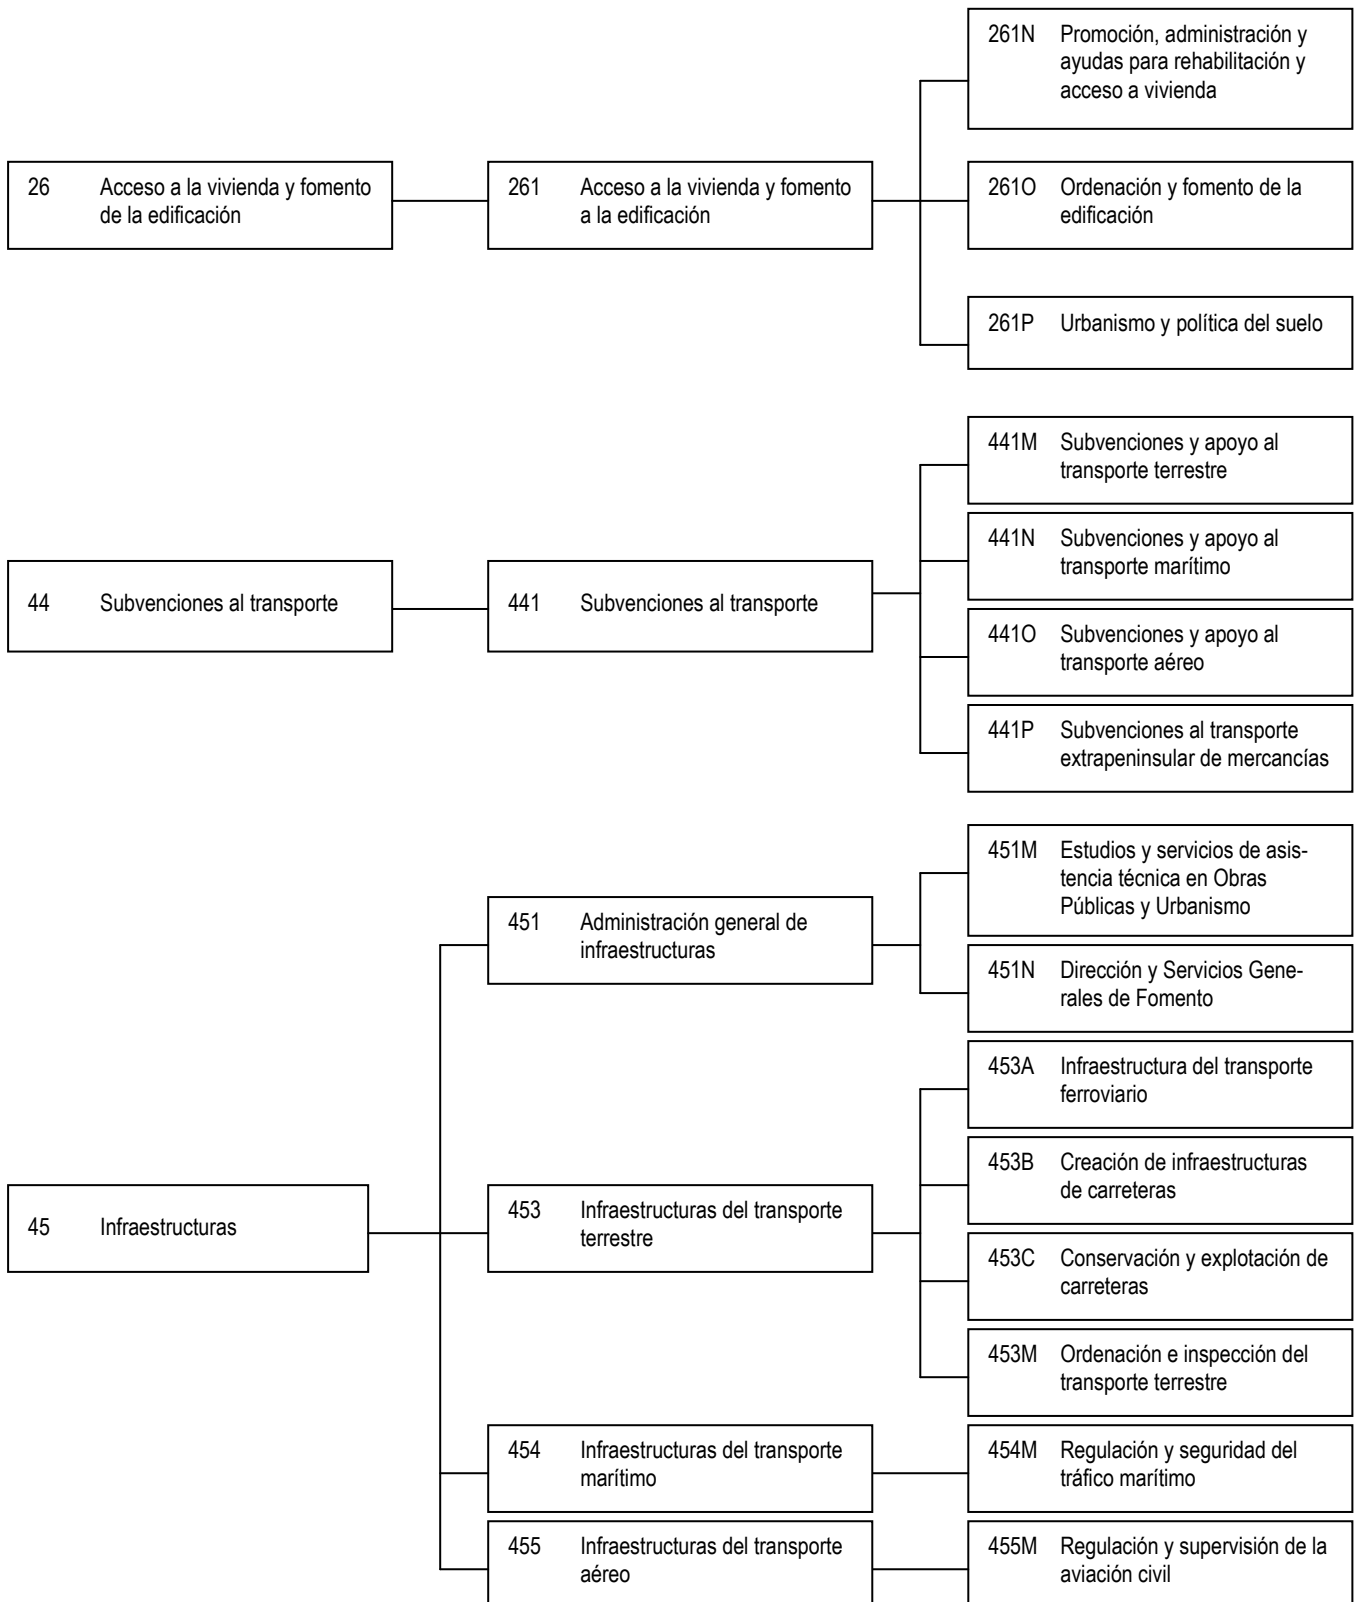 261N Promoción, administración y
ayudas para rehabilitación y
acceso a vivienda
26 Acceso a la vivienda y fomento
de la edificación
261 Acceso a la vivienda y fomento
a la edificación
261O Ordenación y fomento de la
edificación
261P Urbanismo y política del suelo
441M Subvenciones y apoyo al
transporte terrestre
441N Subvenciones y apoyo al
transporte marítimo
44 Subvenciones al transporte
441 Subvenciones al transporte
441O Subvenciones y apoyo al
transporte aéreo
441P Subvenciones al transporte
extrapeninsular de mercancías
451M Estudios y servicios de asis-
tencia técnica en Obras
Públicas y Urbanismo
451 Administración general de
infraestructuras
451N Dirección y Servicios Gene-
rales de Fomento
453A Infraestructura del transporte
ferroviario
453B Creación de infraestructuras
de carreteras
45 Infraestructuras
453 Infraestructuras del transporte
terrestre
453C Conservación y explotación de
carreteras
453M Ordenación e inspección del
transporte terrestre
454 Infraestructuras del transporte
marítimo
454M Regulación y seguridad del
tráfico marítimo
455 Infraestructuras del transporte
aéreo
455M Regulación y supervisión de la
aviación civil